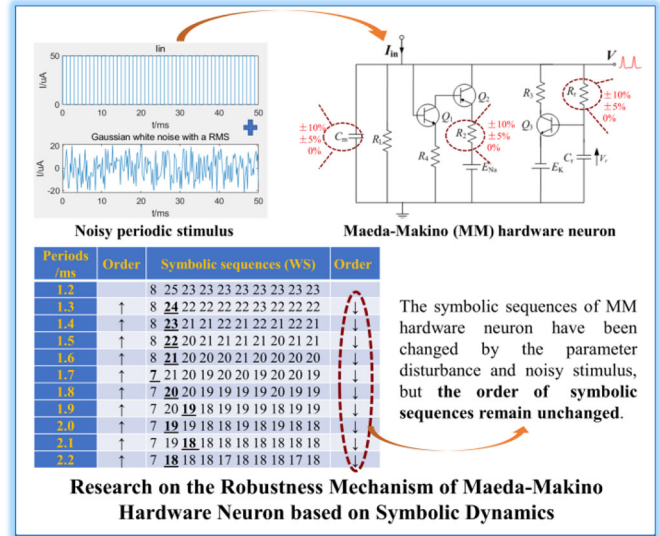 Iin
50
I/uA
0
0 10 20 30 40 50
t/ms
Gaussian white noise with a RMS
20
I/uA
0
-20
0 10 20 30 40 50
t/ms
Noisy periodic stimulus
Iin
V
Q2
Q1
R3
Rr
±10%
±5%
0%
±10%
±5%
0%
Cm
R5
R4
R2
±10%
±5%
0%
Q3
ENa
EK
Cr
Vr
Maeda-Makino (MM) hardware neuron
Periods /ms Order Symbolic sequences (WS) Order
1.2 8 25 23 23 23 23 23 23 23 23
1.3 ↑ 8 24 22 22 22 22 23 22 22 22 ↓
1.4 ↑ 8 23 21 21 22 21 22 21 22 21 ↓
1.5 ↑ 8 22 20 21 21 21 21 20 21 21 ↓
1.6 ↑ 8 21 20 20 20 21 20 20 20 20 ↓
1.7 ↑ 7 21 20 19 20 20 19 20 20 19 ↓
1.8 ↑ 7 20 20 19 19 19 19 20 19 19 ↓
1.9 ↑ 7 20 19 18 19 19 19 18 19 19 ↓
2.0 ↑ 7 19 19 18 19 18 19 18 19 18 18 ↓
2.1 ↑ 7 19 18 18 18 18 18 18 18 18 ↓
2.2 ↑ 7 18 18 18 17 18 18 18 17 18 ↓
The symbolic sequences of MM
hardware neuron have been
changed by the parameter
disturbance and noisy stimulus,
but the order of symbolic
sequences remain unchanged.
Research on the Robustness Mechanism of Maeda-Makino
Hardware Neuron based on Symbolic Dynamics